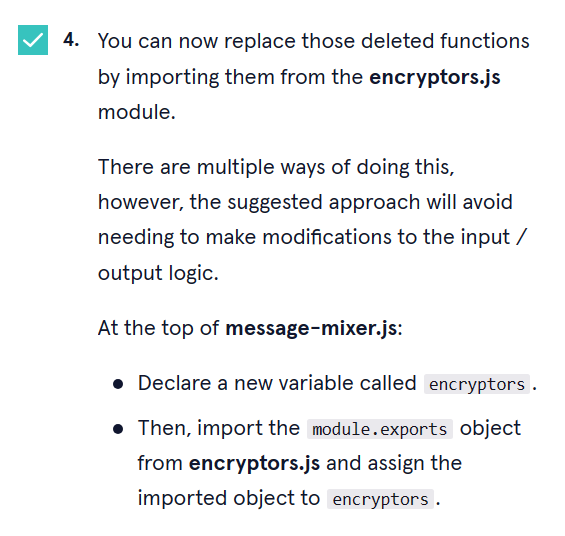 4. You can now replace those deleted functions
by importing them from the encryptors.js
module.
There are multiple ways of doing this,
however, the suggested approach will avoid
needing to make modifications to the input /
output logic.
At the top of message-mixer.js:
● Declare a new variable called encryptors.
● Then, import the module.exports object
from encryptors.js and assign the
imported object to encryptors.